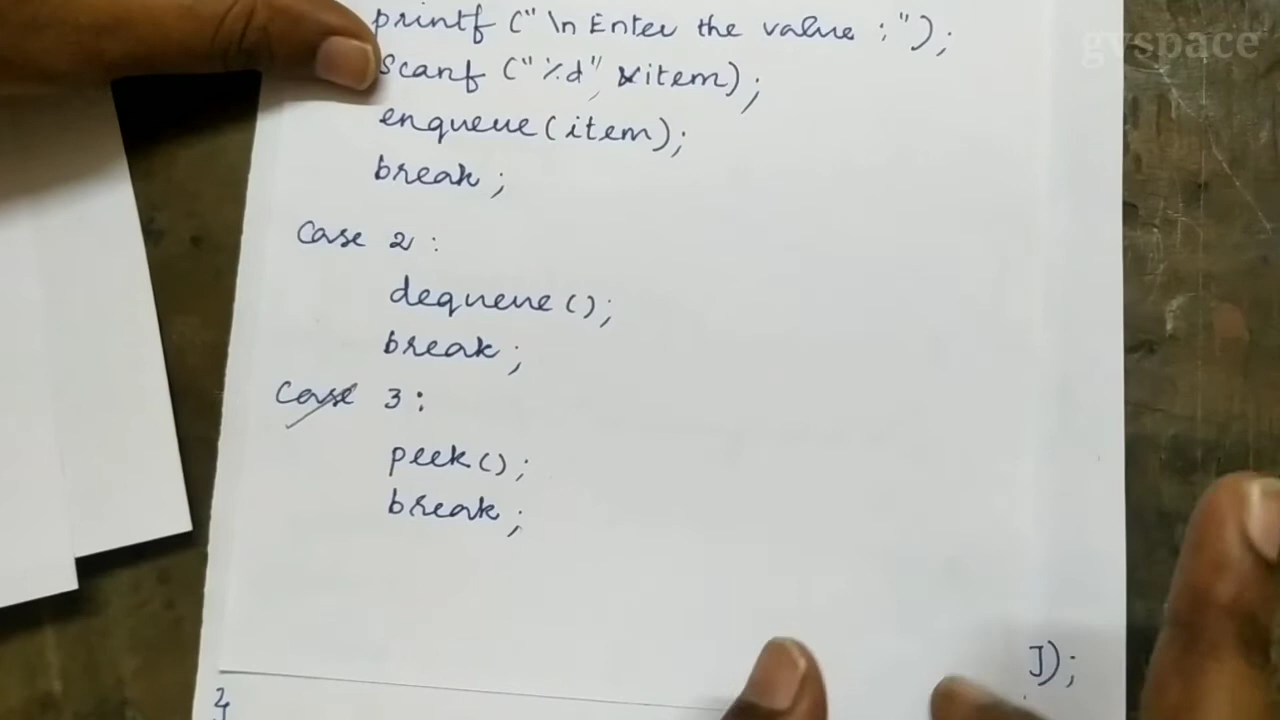 printf ("\n Enter the value :");
gvspace
scanf ("%d", &item);
enqueue(item);
break;
case 2:
dequeue();
break;
case 3:
peek();
break;
]);
}